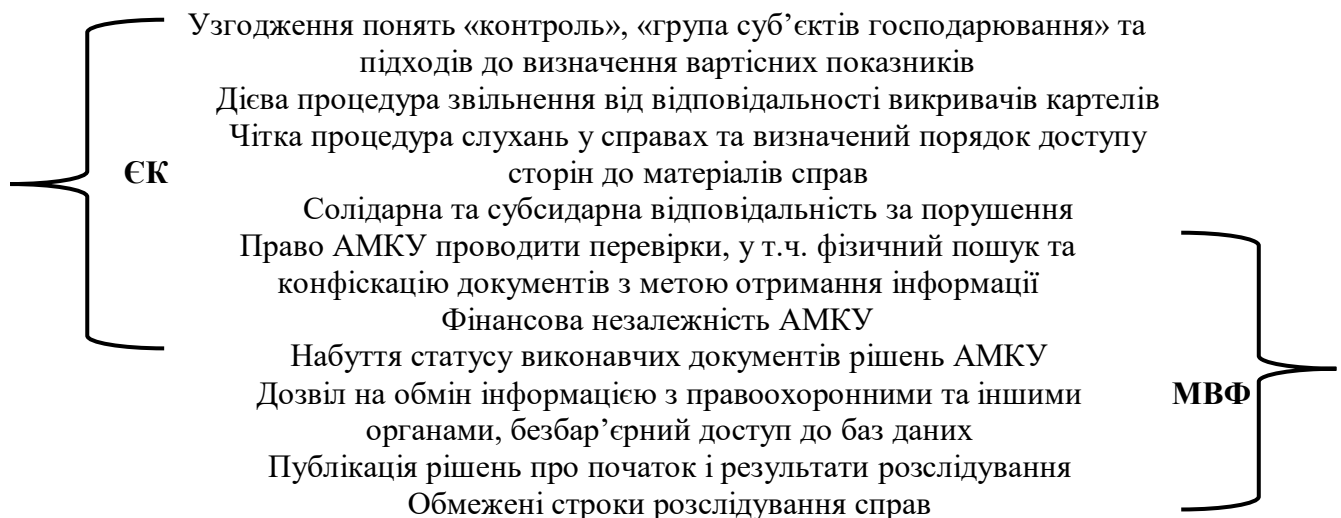 Узгодження понять «контроль», «група суб’єктів господарювання» та
підходів до визначення вартісних показників
Дієва процедура звільнення від відповідальності викривачів картелів
Чітка процедура слухань у справах та визначений порядок доступу
ЄК
сторін до матеріалів справ
Солідарна та субсидарна відповідальність за порушення
Право АМКУ проводити перевірки, у т.ч. фізичний пошук та
конфіскацію документів з метою отримання інформації
Фінансова незалежність АМКУ
Набуття статусу виконавчих документів рішень АМКУ
Дозвіл на обмін інформацією з правоохоронними та іншими
МВФ
органами, безбар’єрний доступ до баз даних
Публікація рішень про початок і результати розслідування
Обмежені строки розслідування справ